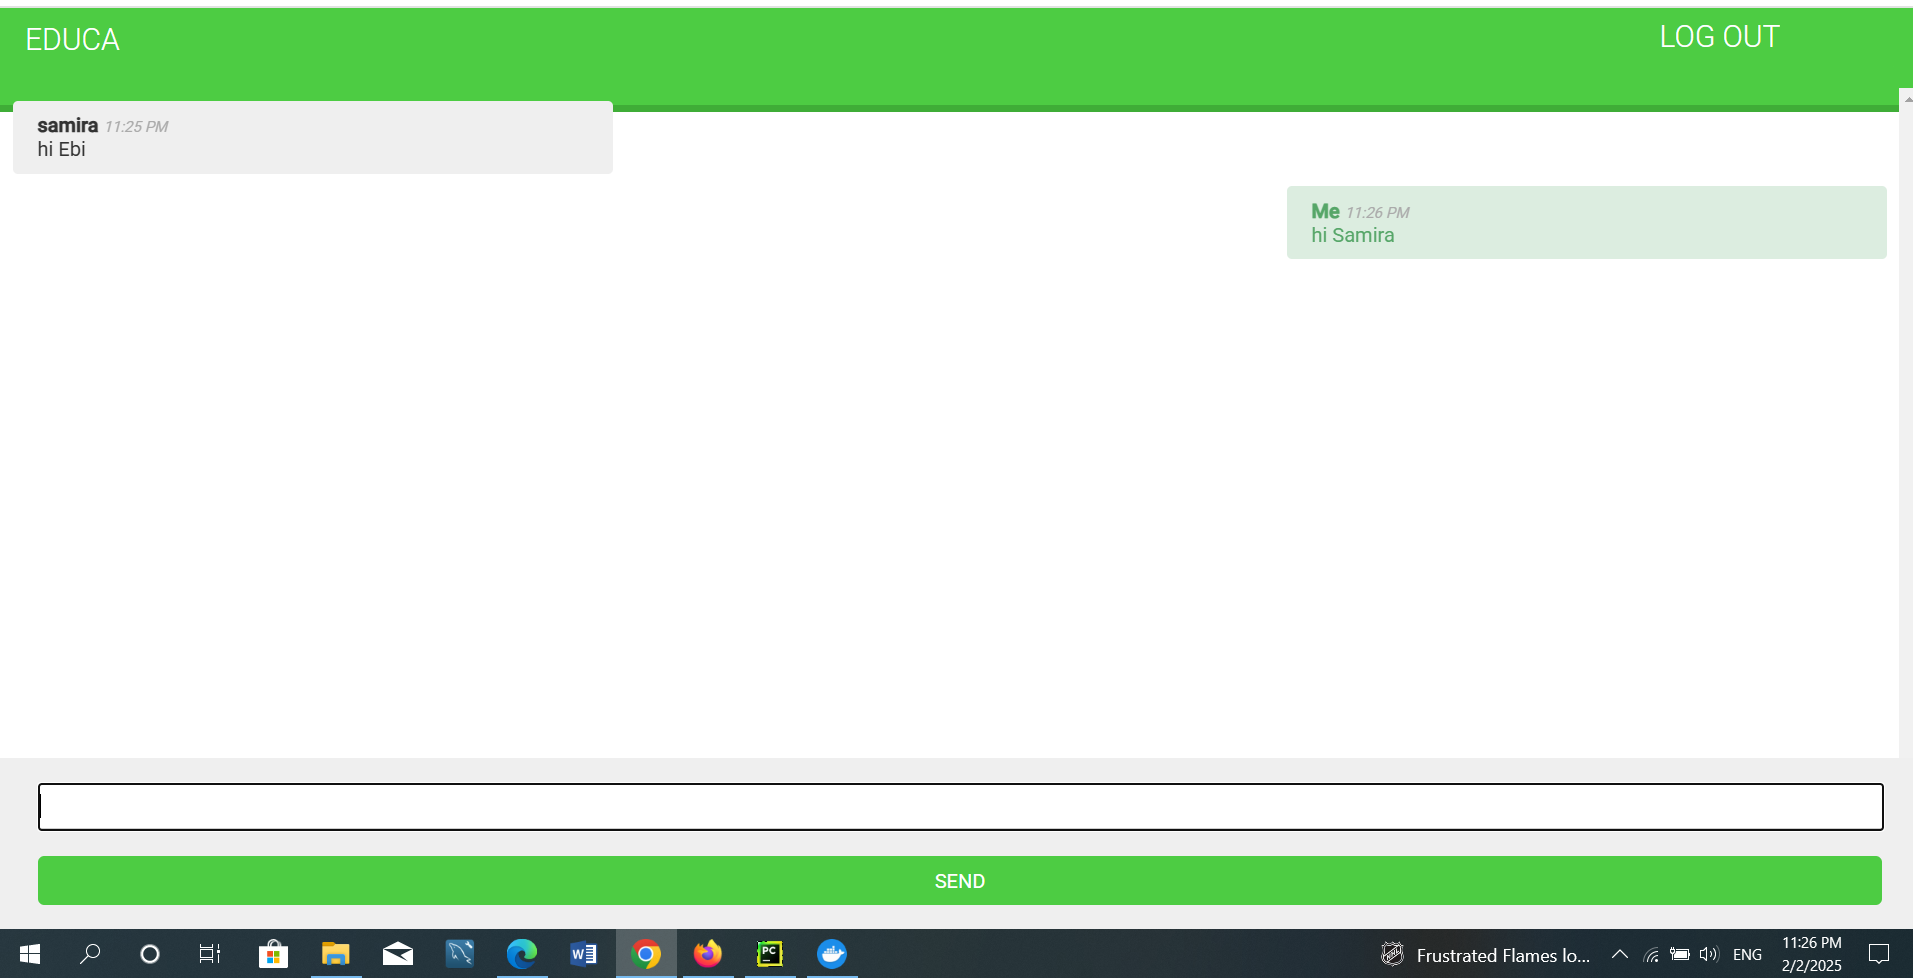 EDUCA
LOG OUT
samira 11:25 PM
hi Ebi
Me 11:26 PM
hi Samira
SEND
Frustrated Flames lo...
ENG
11:26 PM
2/2/2025
W
PC